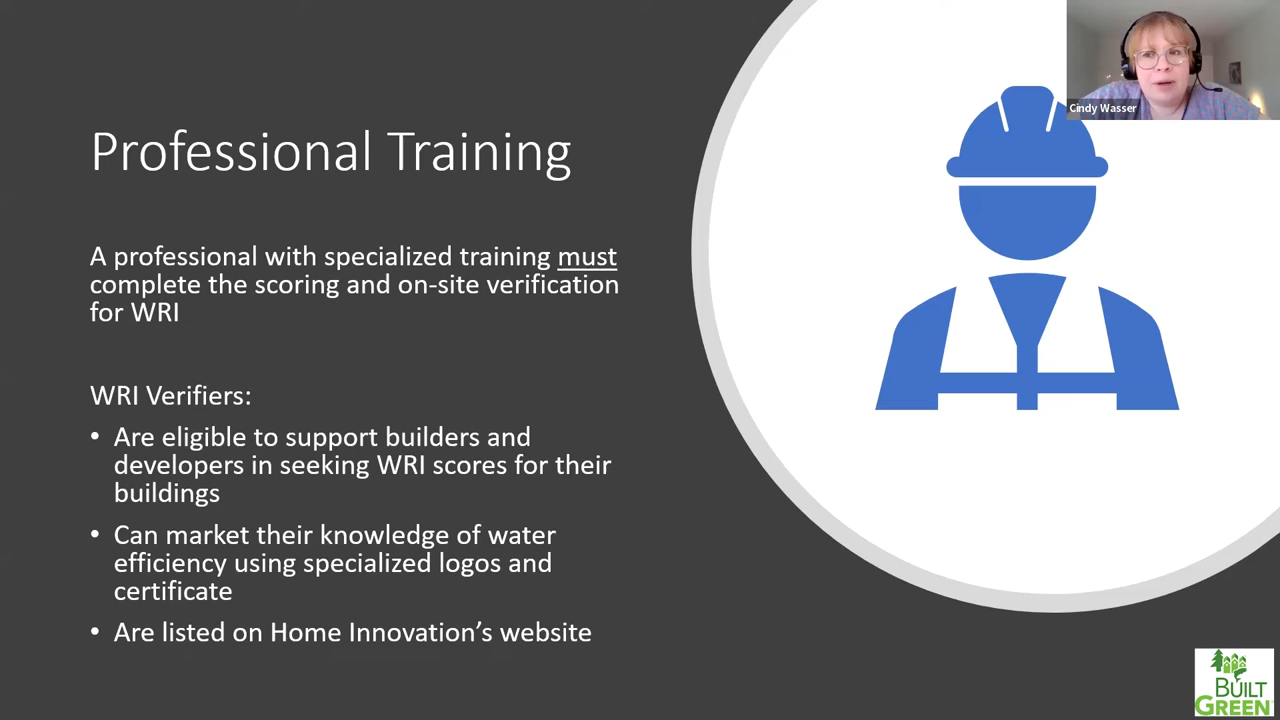 Cindy Wasser
Professional Training
A professional with specialized training must
complete the scoring and on-site verification
for WRI
WRI Verifiers:
• Are eligible to support builders and
developers in seeking WRI scores for their
buildings
• Can market their knowledge of water
efficiency using specialized logos and
certificate
• Are listed on Home Innovation’s website
BUILT
GREEN